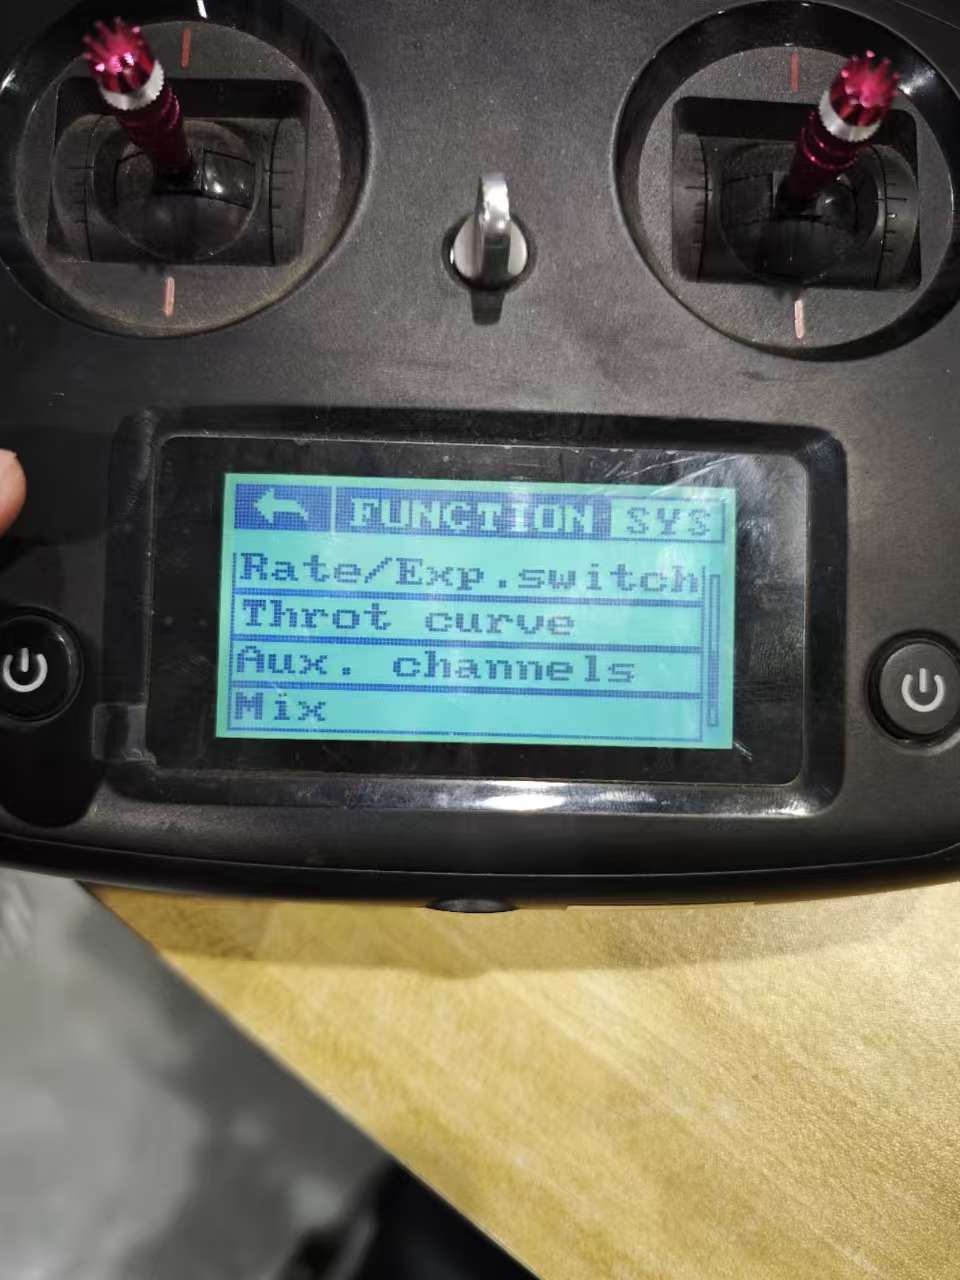 FUNCTION sys
Rate/Exp.switch
Throt curve
Aux. channels
Mix